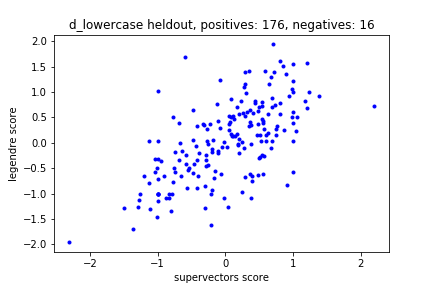 d_lowercase heldout, positives: 176, negatives: 16
2.0
1.5
1.0
0.5
0.0
−0.5
−1.0
−1.5
−2.0
legendre score
−2 −1 0 1 2
supervectors score